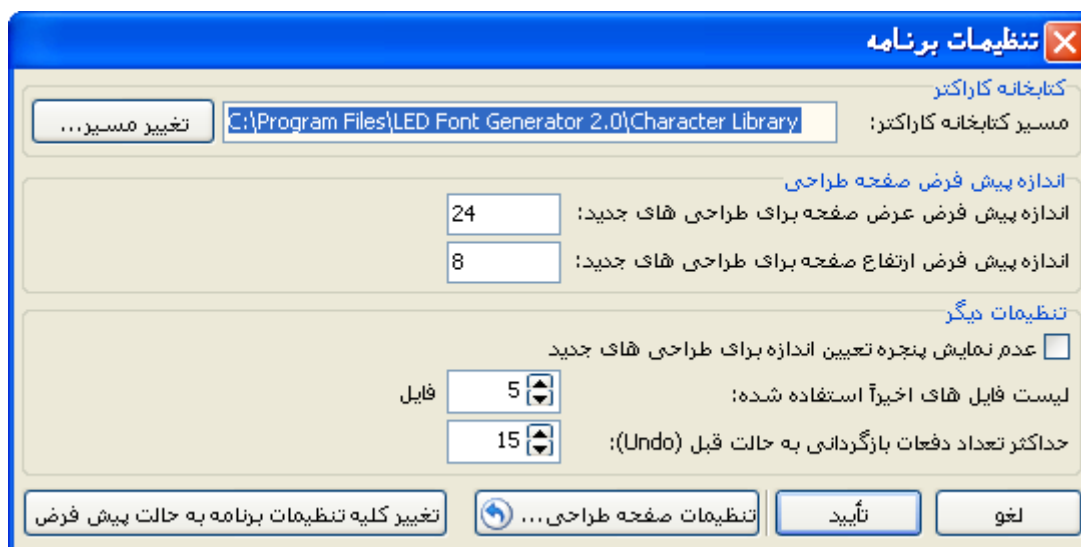 تنظیمات برنامه
کتابخانه کاراکتر
مسیر کتابخانه کاراکتر: C:\Program Files\LED Font Generator 2.0\Character Library تغییر مسیر...
اندازه پیش فرض صفحه طراحی
اندازه پیش فرض عرض صفحه برای طراحی های جدید: 24
اندازه پیش فرض ارتفاع صفحه برای طراحی های جدید: 8
تنظیمات دیگر
عدم نمایش پنجره تعیین اندازه برای طراحی های جدید
لیست فایل های اخیرآ استفاده شده: 5 فایل
حداکثر تعداد دفعات بازگردانی به حالت قبل (Undo): 15
لغو تأیید تنظیمات صفحه طراحی... تغییر کلیه تنظیمات برنامه به حالت پیش فرض